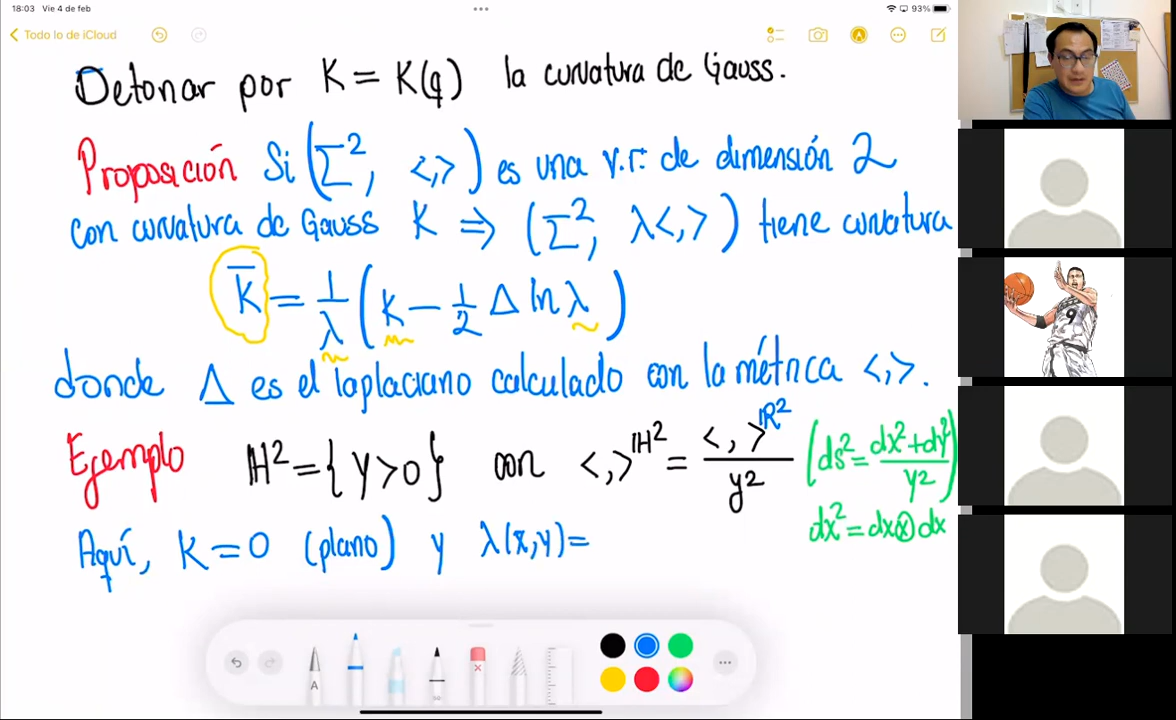 18:03 Vie 4 de feb
93%
Todo lo de iCloud
Detonar por K = K(q) la curvatura de Gauss.
Proposición Si (Σ², <,>) es una v.r. de dimensión 2
con curvatura de Gauss K ⇒ (Σ², λ<,>) tiene curvatura
K̄ = 1/λ (K − 1/2 Δ ln λ)
donde Δ es el laplaciano calculado con la métrica <,>.
Ejemplo ℍ² = {y>0} con <,>^ℍ² = <,>^ℝ² / y² (ds² = dx²+dy² / y²)
dx² = dx⊗dx
Aquí, K = 0 (plano) y λ(x,y) =
A
9